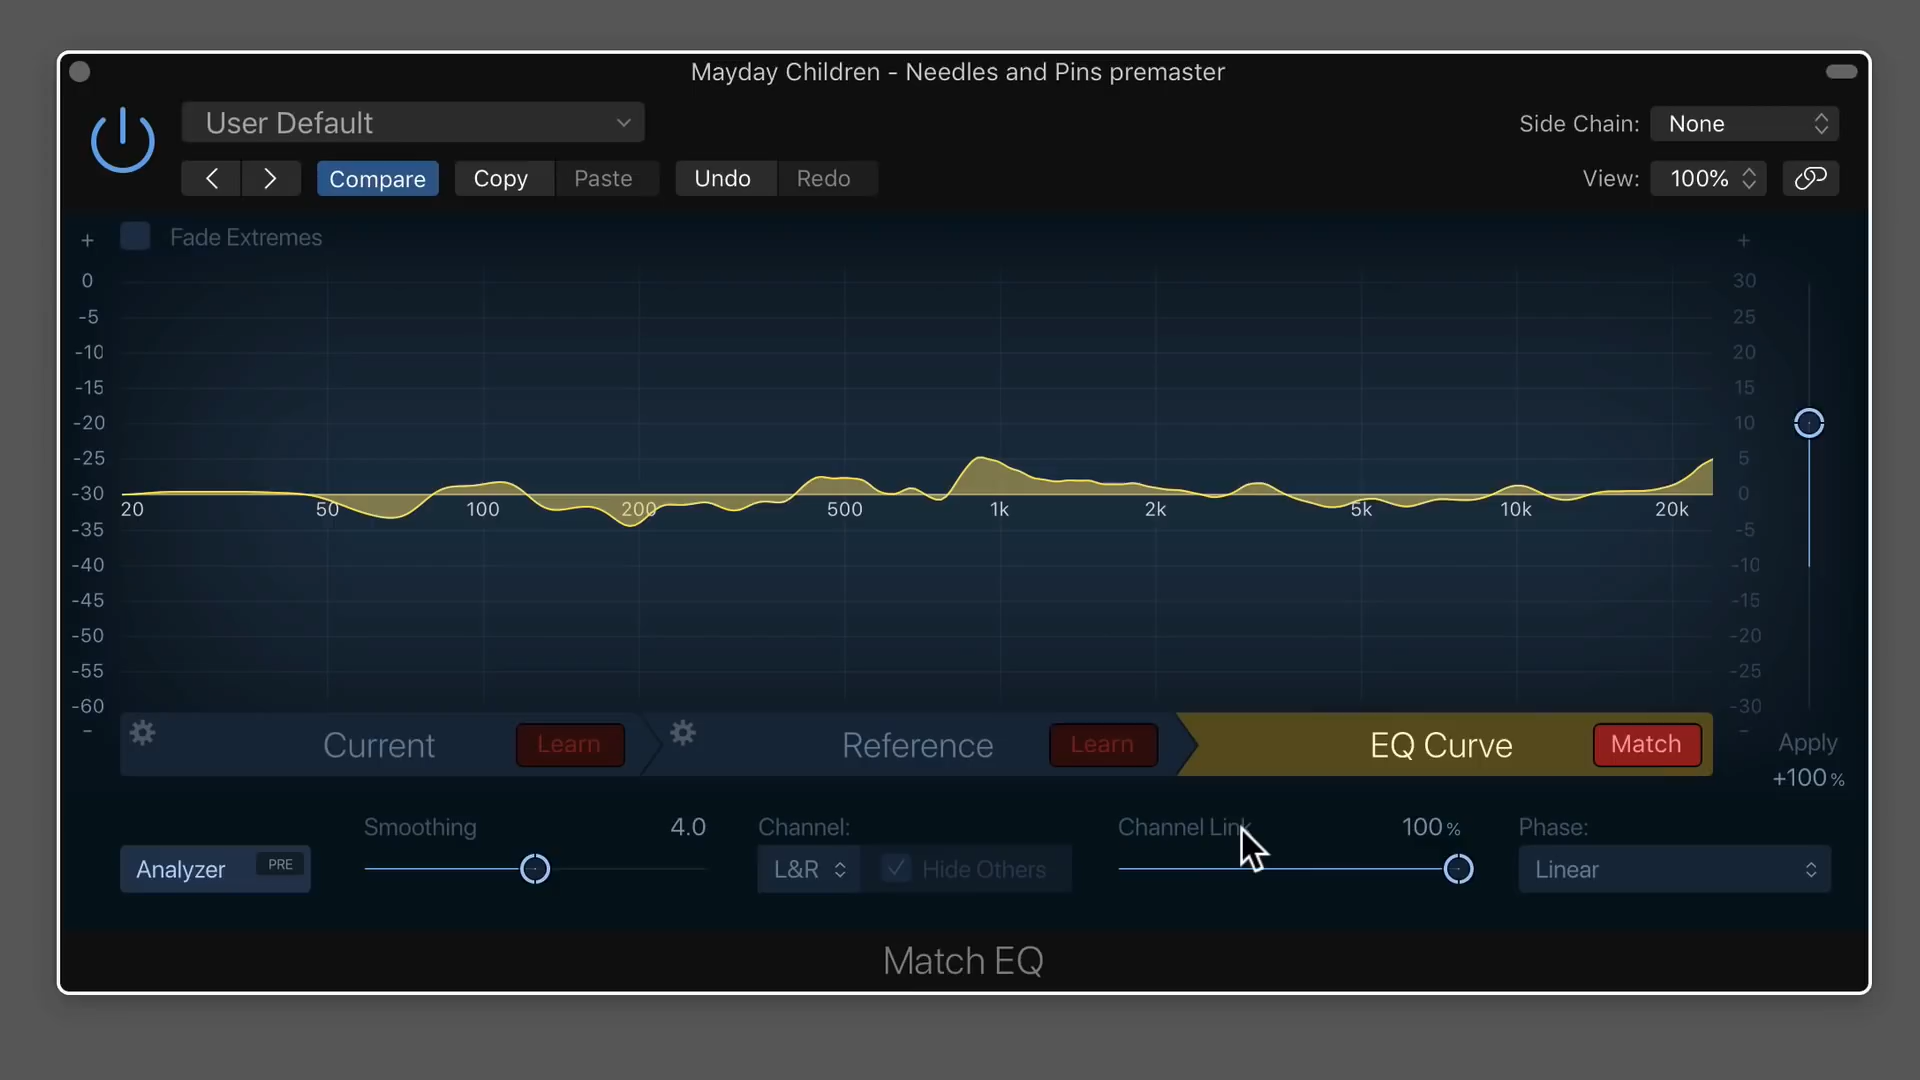 Mayday Children - Needles and Pins premaster
User Default
Side Chain: None
Compare Copy Paste Undo Redo
View: 100%
+ Fade Extremes +
0 30
-5 25
-10 20
-15 15
-20 10
-25 5
-30 0
20 50 100 200 500 1k 2k 5k 10k 20k
-35 -5
-40 -10
-45 -15
-50 -20
-55 -25
-60 -30
- -
Current Learn Reference Learn EQ Curve Match Apply
+100%
Smoothing 4.0 Channel: Channel Link 100% Phase:
Analyzer PRE L&R Hide Others Linear
Match EQ